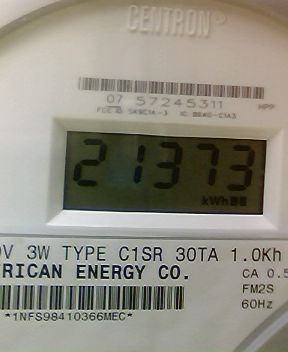 CENTRON®
07 57245311 HPP
21373
kWh
V 3W TYPE C1SR 30TA 1.0Kh
RICAN ENERGY CO.
CA 0.5
FM2S
60Hz
*1NFS98410366MEC*